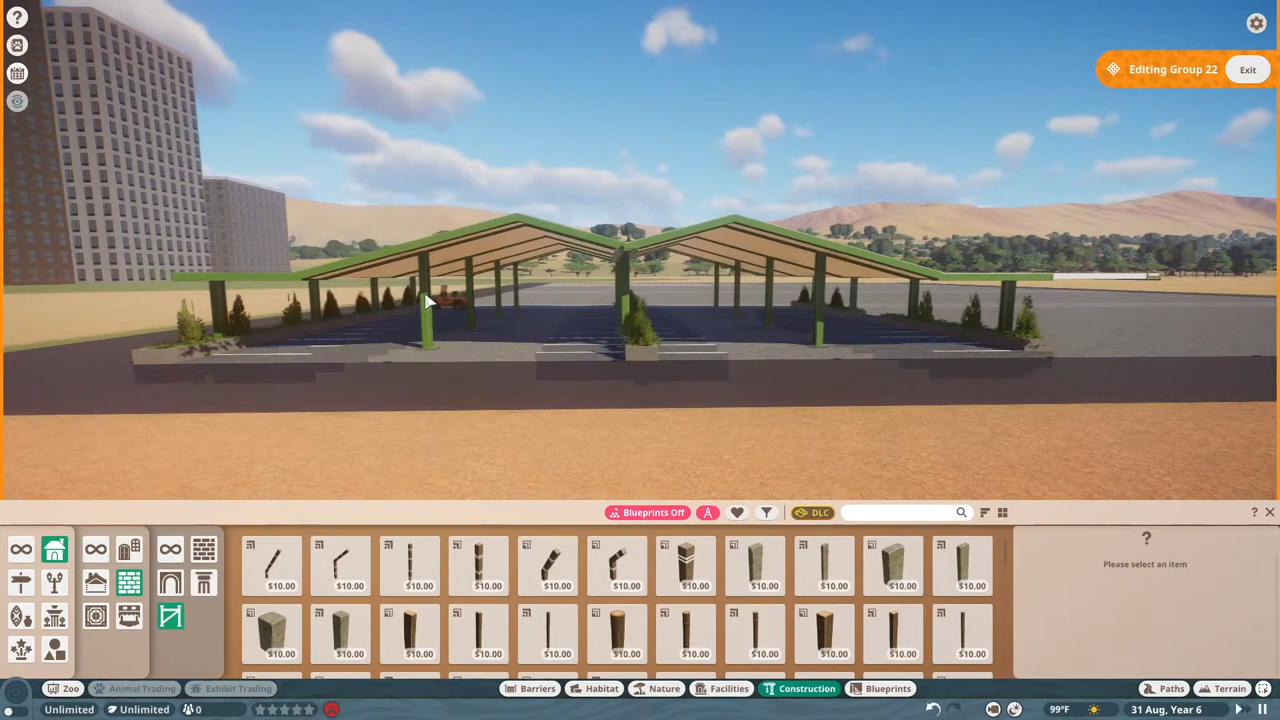 ?
Editing Group 22
Exit
Blueprints Off
DLC
?
?
Please select an item
$10.00 $10.00 $10.00 $10.00 $10.00 $10.00 $10.00 $10.00 $10.00 $10.00 $10.00
$10.00 $10.00 $10.00 $10.00 $10.00 $10.00 $10.00 $10.00 $10.00 $10.00 $10.00
Zoo Animal Trading Exhibit Trading Barriers Habitat Nature Facilities Construction Blueprints Paths Terrain
Unlimited Unlimited 0 99°F 31 Aug, Year 6